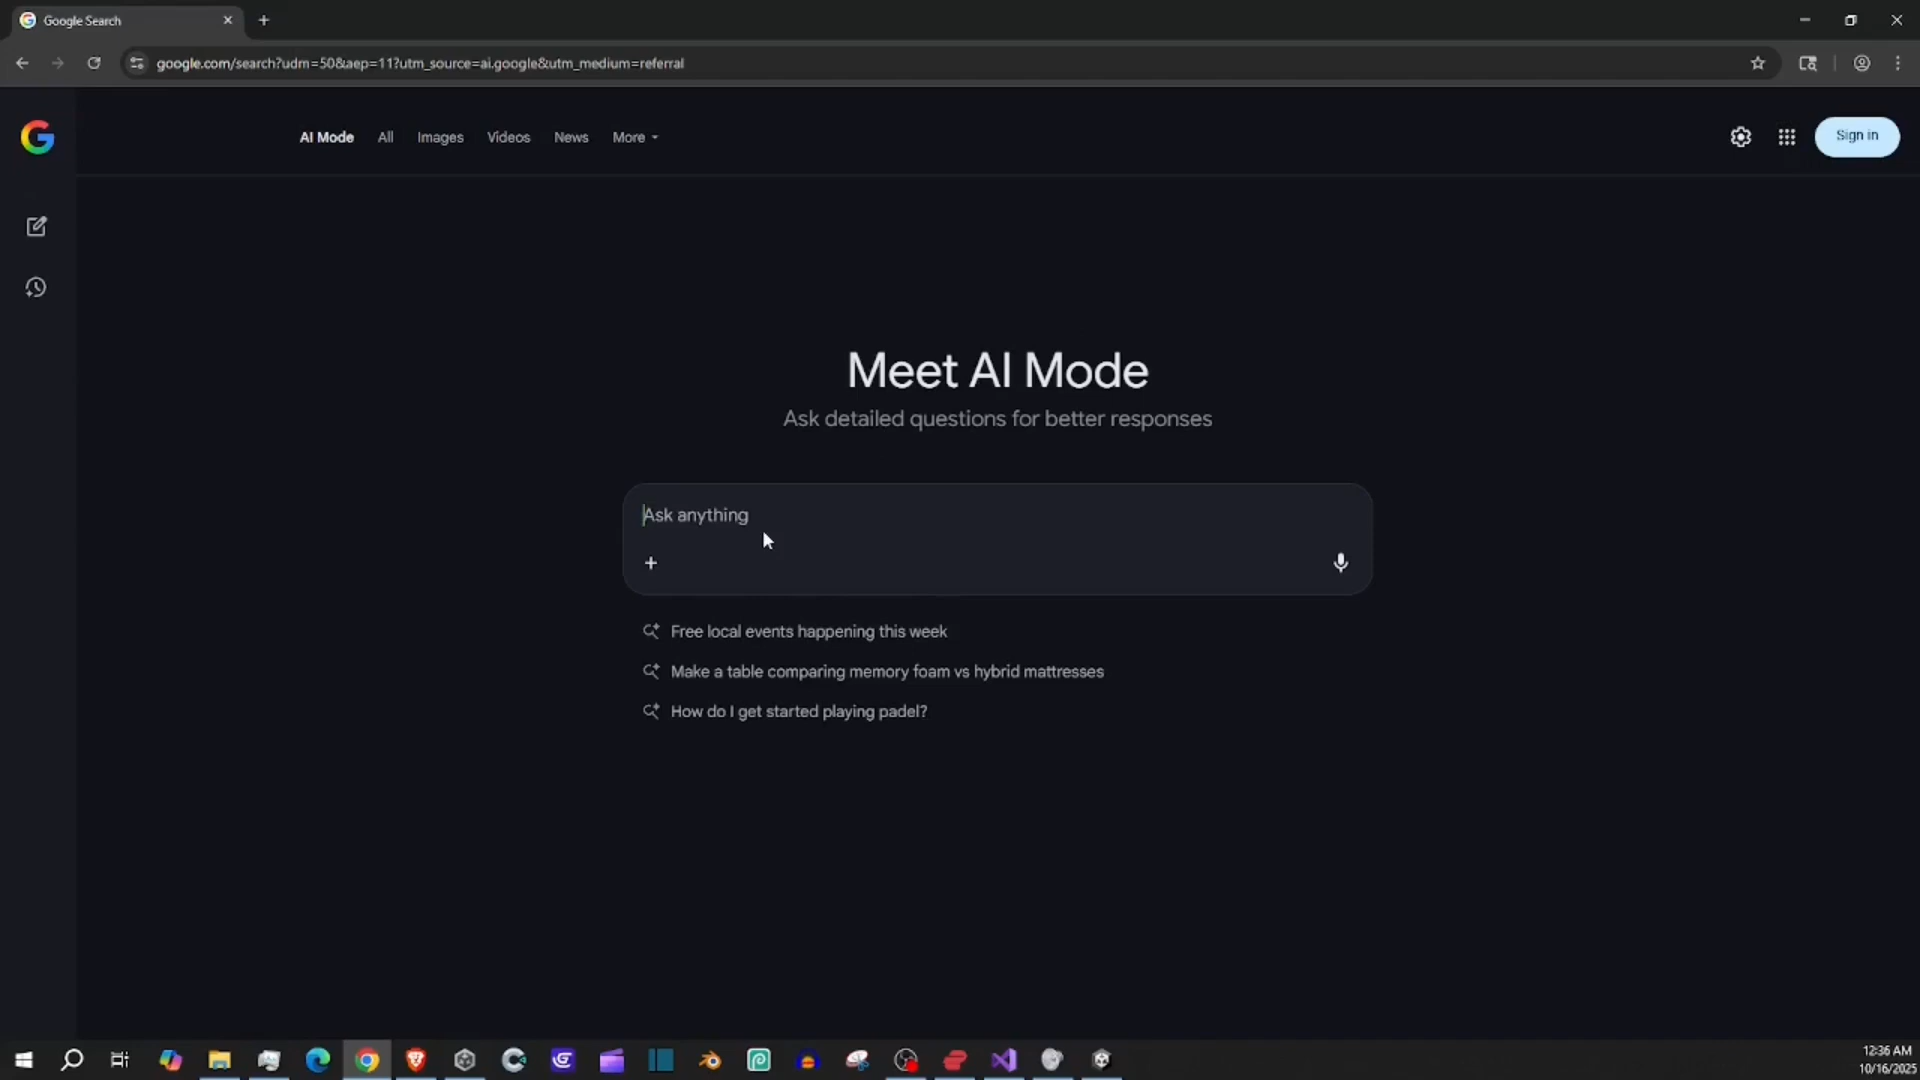 Google Search
google.com/search?udm=50&aep=11?utm_source=ai.google&utm_medium=referral
AI Mode All Images Videos News More
Sign in
Meet AI Mode
Ask detailed questions for better responses
Ask anything
Free local events happening this week
Make a table comparing memory foam vs hybrid mattresses
How do I get started playing padel?
12:36 AM
10/16/2025